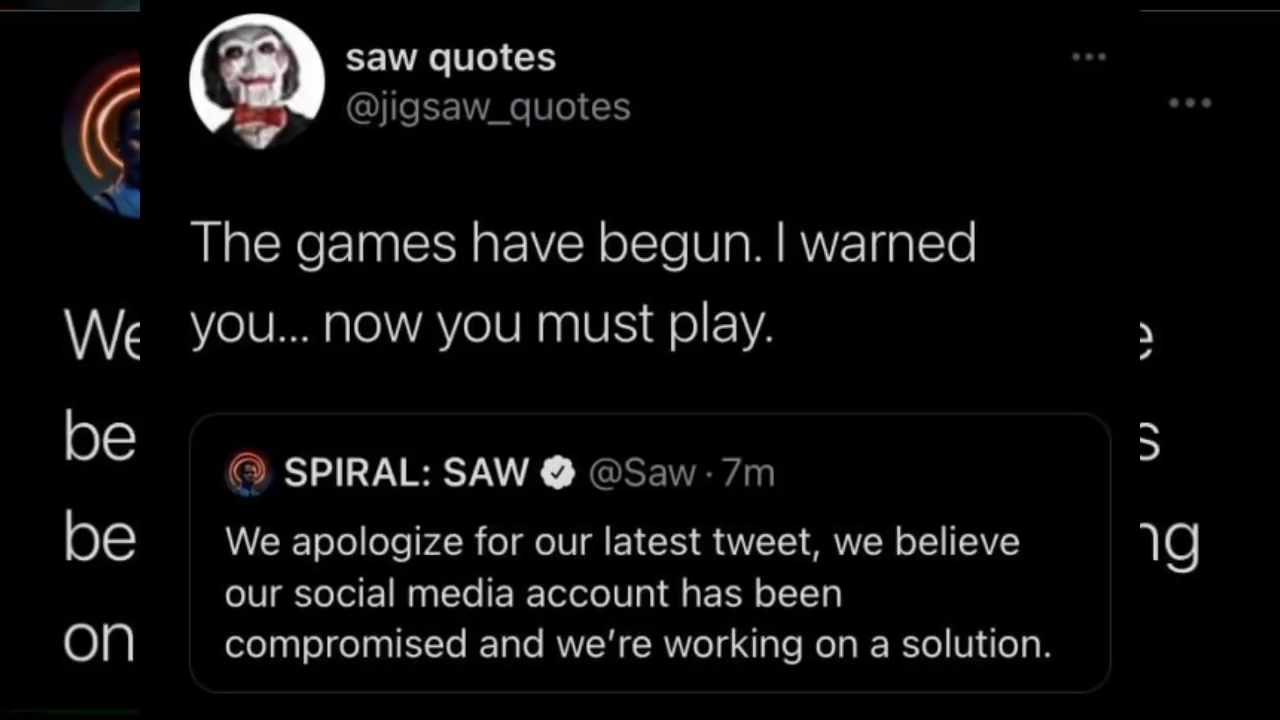 saw quotes
@jigsaw_quotes
The games have begun. I warned
you... now you must play.
SPIRAL: SAW @Saw · 7m
We apologize for our latest tweet, we believe
our social media account has been
compromised and we're working on a solution.
We
be
be
on
e
s
ng